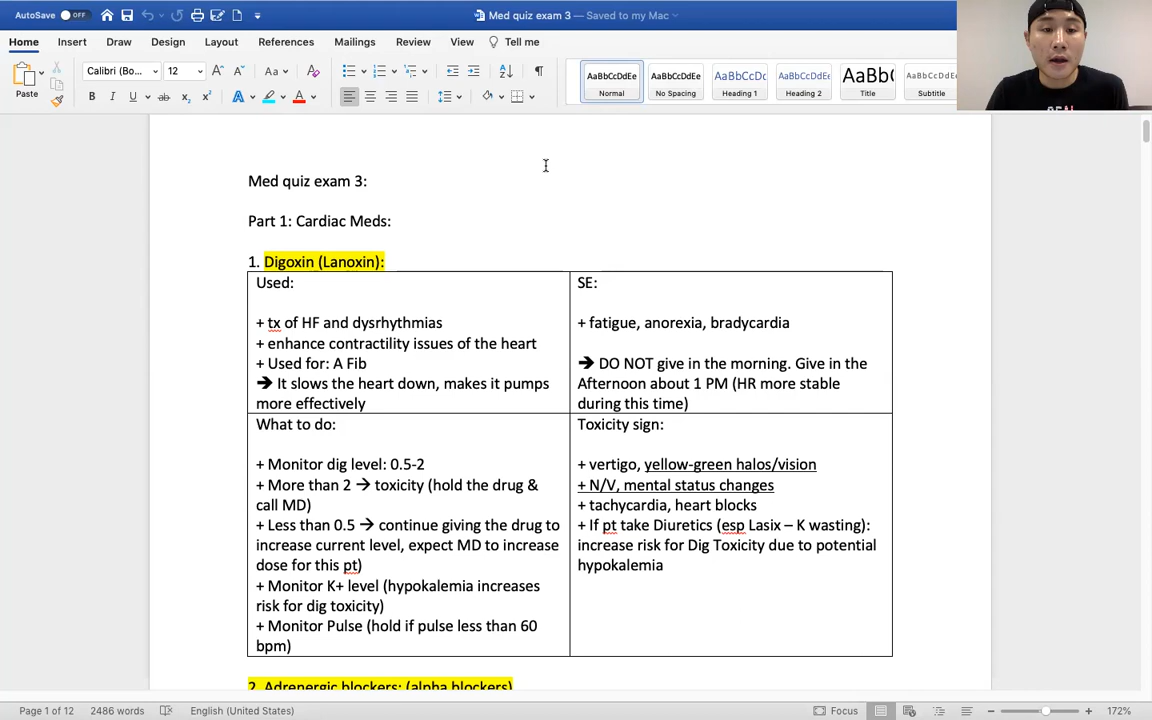 AutoSave OFF
Med quiz exam 3 — Saved to my Mac
Home Insert Draw Design Layout References Mailings Review View Tell me
Paste
Calibri (Bo... 12 A^ Aˇ Aa A
B I U ab x₂ x² A A
AaBbCcDdEe AaBbCcDdEe AaBbCcDc AaBbCcDdEe AaBb( AaBbCcDdEe
Normal No Spacing Heading 1 Heading 2 Title Subtitle
Med quiz exam 3:
Part 1: Cardiac Meds:
1. Digoxin (Lanoxin):
Used:
+ tx of HF and dysrhythmias
+ enhance contractility issues of the heart
+ Used for: A Fib
➔ It slows the heart down, makes it pumps
more effectively
SE:
+ fatigue, anorexia, bradycardia
➔ DO NOT give in the morning. Give in the
Afternoon about 1 PM (HR more stable
during this time)
What to do:
+ Monitor dig level: 0.5-2
+ More than 2 → toxicity (hold the drug &
call MD)
+ Less than 0.5 → continue giving the drug to
increase current level, expect MD to increase
dose for this pt)
+ Monitor K+ level (hypokalemia increases
risk for dig toxicity)
+ Monitor Pulse (hold if pulse less than 60
bpm)
Toxicity sign:
+ vertigo, yellow-green halos/vision
+ N/V, mental status changes
+ tachycardia, heart blocks
+ If pt take Diuretics (esp Lasix – K wasting):
increase risk for Dig Toxicity due to potential
hypokalemia
2. Adrenergic blockers: (alpha blockers)
Page 1 of 12 2486 words English (United States) Focus 172%